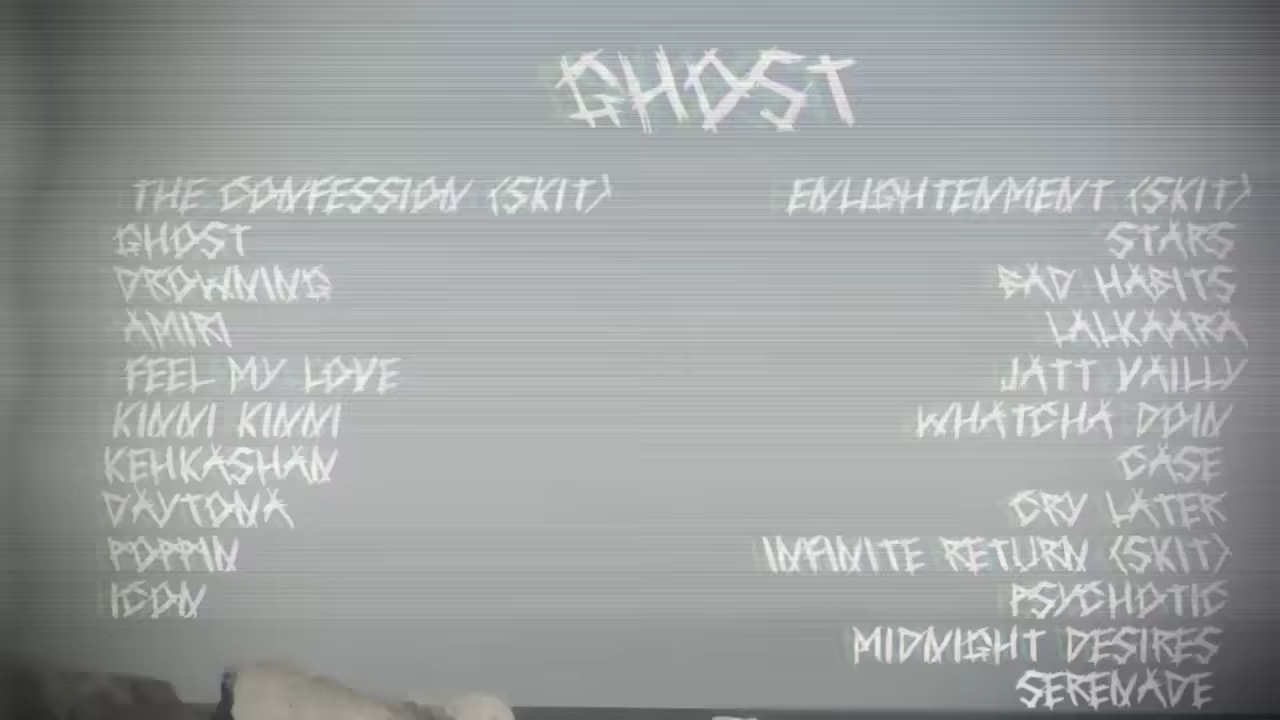 GHOST
THE CONFESSION (SKIT)
GHOST
DROWNING
AMIRI
FEEL MY LOVE
KINNI KINNI
KEHKASHAN
DAYTONA
POPPIN
ICON
ENLIGHTENMENT (SKIT)
STARS
BAD HABITS
LALKAARA
JATT VAILLY
WHATCHA DOIN
CASE
CRY LATER
INFINITE RETURN (SKIT)
PSYCHOTIC
MIDNIGHT DESIRES
SERENADE